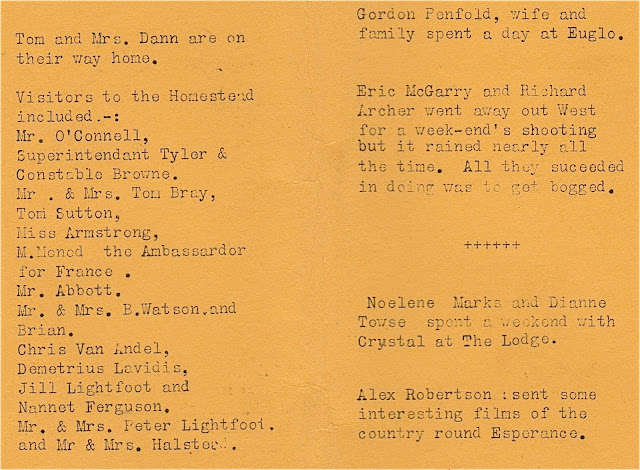 Tom and Mrs. Dann are on
their way home.
Visitors to the Homestead
included.-:
Mr. O'Connell,
Superintendant Tyler &
Constable Browne.
Mr . & Mrs. Tom Bray,
Tom Sutton,
Miss Armstrong,
M.Monod the Ambassardor
for France .
Mr. Abbott.
Mr. & Mrs. B.Watson.and
Brian.
Chris Van Andel,
Demetrius Lavidis,
Jill Lightfoot and
Nannet Ferguson.
Mr. & Mrs. Peter Lightfoot.
and Mr & Mrs. Halsteed.
Gordon Penfold, wife and
family spent a day at Euglo.
Eric McGarry and Richard
Archer went away out West
for a week-end's shooting
but it rained nearly all
the time. All they suceeded
in doing was to get bogged.
++++++
Noelene Marks and Dianne
Towse spent a weekend with
Crystal at The Lodge.
Alex Robertson sent some
interesting films of the
country round Esperance.